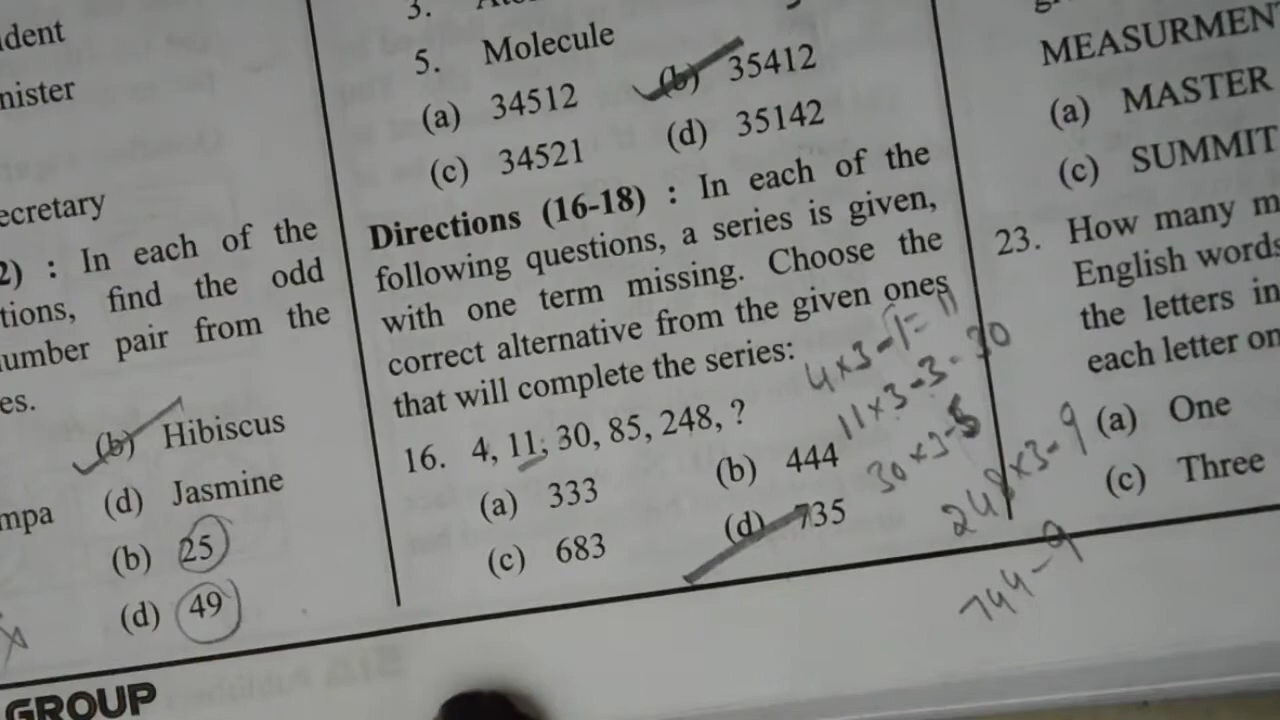 dent
nister
ecretary
2) : In each of the
tions, find the odd
umber pair from the
es.
(b) Hibiscus
mpa (d) Jasmine
(b) 25
(d) 49
GROUP
3.
5. Molecule
(a) 34512 (b) 35412
(c) 34521 (d) 35142
Directions (16-18) : In each of the
following questions, a series is given,
with one term missing. Choose the
correct alternative from the given ones
that will complete the series:
16. 4, 11, 30, 85, 248, ?
(a) 333 (b) 444
(c) 683 (d) 735
4×3-1=11
11×3-3-30
30×3-5
248×3-9
744-9
MEASURMENT
(a) MASTER
(c) SUMMIT
23. How many m
English words
the letters in
each letter on
(a) One
(c) Three